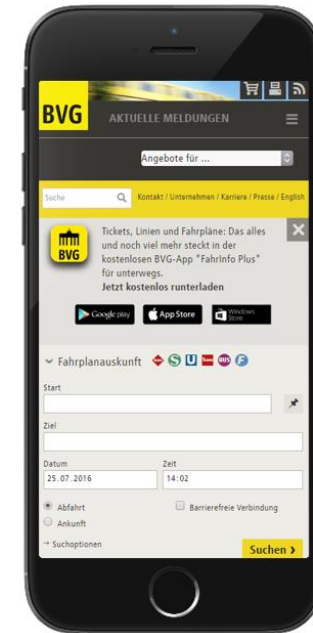 BVG
AKTUELLE MELDUNGEN
Angebote für ...
Suche
Kontakt / Unternehmen / Karriere / Presse / English
BVG
Tickets, Linien und Fahrpläne: Das alles
und noch viel mehr steckt in der
kostenlosen BVG-App "FahrInfo Plus"
für unterwegs.
Jetzt kostenlos runterladen
Google play
App Store
Windows
Store
Fahrplanauskunft S U BUS F
Start
Ziel
Datum Zeit
25.07.2016 14:02
Abfahrt Barrierefreie Verbindung
Ankunft
→ Suchoptionen
Suchen ›